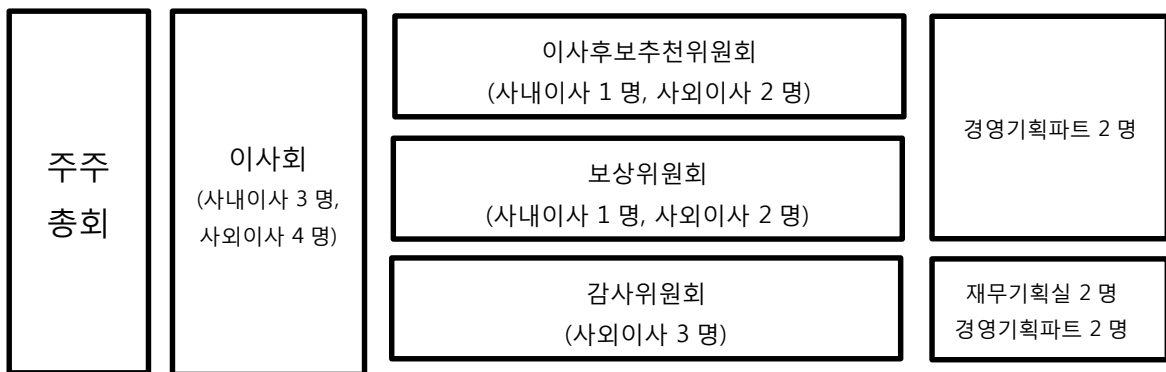 주주
총회
이사회
(사내이사 3 명,
사외이사 4 명)
이사후보추천위원회
(사내이사 1 명, 사외이사 2 명)
보상위원회
(사내이사 1 명, 사외이사 2 명)
감사위원회
(사외이사 3 명)
경영기획파트 2 명
재무기획실 2 명
경영기획파트 2 명